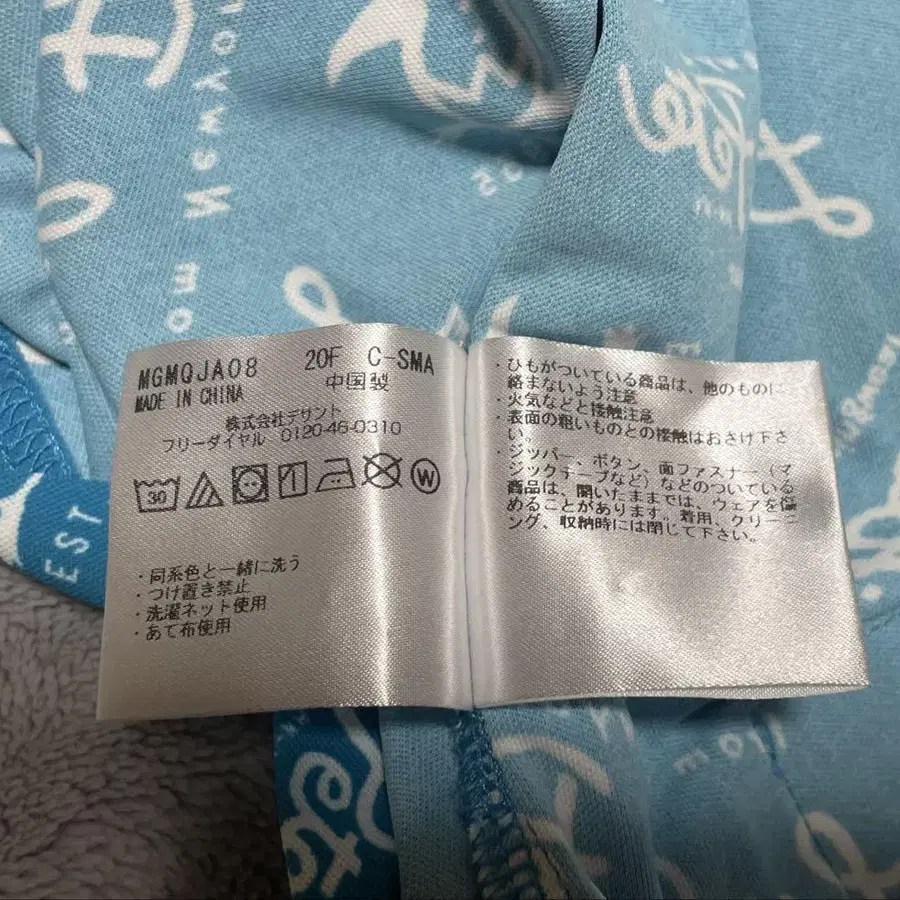 MGMQJA08 20F C-SMA
MADE IN CHINA 中国製
株式会社デサント
フリーダイヤル 0120-46-0310
30
W
・同系色と一緒に洗う
・つけ置き禁止
・洗濯ネット使用
・あて布使用
・ひもがついている商品は、他のものに
絡まないよう注意
・火気などと接触注意
・表面の粗いものとの接触はおさけ下さ
い。
・ジッパー、ボタン、面ファスナー(マ
ジックテープなど)などのついている
商品は、開いたままでは、ウェアを傷
めることがあります。着用、クリーニ
ング、収納時には閉じて下さい。
EST